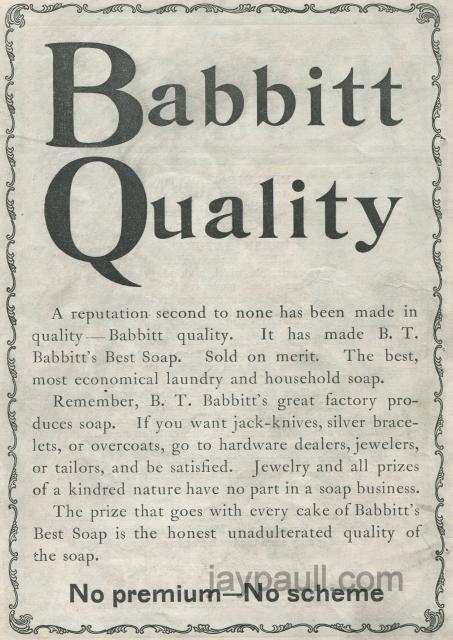 Babbitt
Quality
A reputation second to none has been made in
quality—Babbitt quality. It has made B. T.
Babbitt's Best Soap. Sold on merit. The best,
most economical laundry and household soap.
Remember, B. T. Babbitt's great factory pro-
duces soap. If you want jack-knives, silver brace-
lets, or overcoats, go to hardware dealers, jewelers,
or tailors, and be satisfied. Jewelry and all prizes
of a kindred nature have no part in a soap business.
The prize that goes with every cake of Babbitt's
Best Soap is the honest unadulterated quality of
the soap.
jaypaull.com
No premium—No scheme